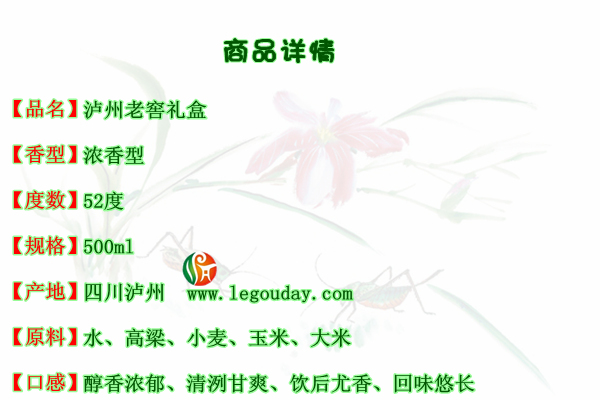 商品详情
【品名】泸州老窖礼盒
【香型】浓香型
【度数】52度
【规格】500ml
【产地】四川泸州 www.legouday.com
【原料】水、高粱、小麦、玉米、大米
【口感】醇香浓郁、清洌甘爽、饮后尤香、回味悠长